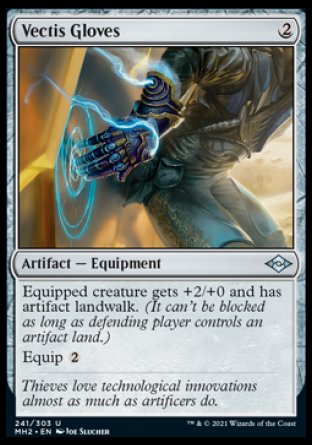 Vectis Gloves 2
Artifact — Equipment
Equipped creature gets +2/+0 and has
artifact landwalk. (It can't be blocked
as long as defending player controls an
artifact land.)
Equip 2
Thieves love technological innovations
almost as much as artificers do.
241/303 U
MH2 • EN Joe Slucher ™ & © 2021 Wizards of the Coast